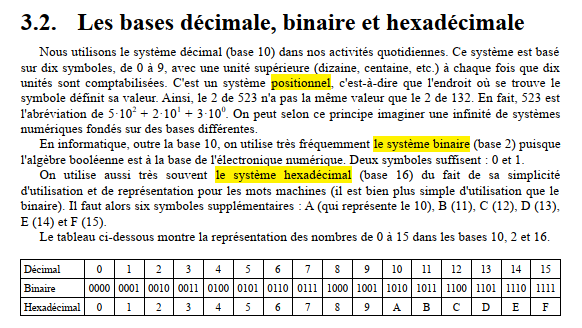 3.2. Les bases décimale, binaire et hexadécimale
Nous utilisons le système décimal (base 10) dans nos activités quotidiennes. Ce système est basé
sur dix symboles, de 0 à 9, avec une unité supérieure (dizaine, centaine, etc.) à chaque fois que dix
unités sont comptabilisées. C'est un système positionnel, c'est-à-dire que l'endroit où se trouve le
symbole définit sa valeur. Ainsi, le 2 de 523 n'a pas la même valeur que le 2 de 132. En fait, 523 est
l'abréviation de 5·10² + 2·10¹ + 3·10⁰. On peut selon ce principe imaginer une infinité de systèmes
numériques fondés sur des bases différentes.
En informatique, outre la base 10, on utilise très fréquemment le système binaire (base 2) puisque
l'algèbre booléenne est à la base de l'électronique numérique. Deux symboles suffisent : 0 et 1.
On utilise aussi très souvent le système hexadécimal (base 16) du fait de sa simplicité
d'utilisation et de représentation pour les mots machines (il est bien plus simple d'utilisation que le
binaire). Il faut alors six symboles supplémentaires : A (qui représente le 10), B (11), C (12), D (13),
E (14) et F (15).
Le tableau ci-dessous montre la représentation des nombres de 0 à 15 dans les bases 10, 2 et 16.
Décimal 0 1 2 3 4 5 6 7 8 9 10 11 12 13 14 15
Binaire 0000 0001 0010 0011 0100 0101 0110 0111 1000 1001 1010 1011 1100 1101 1110 1111
Hexadécimal 0 1 2 3 4 5 6 7 8 9 A B C D E F